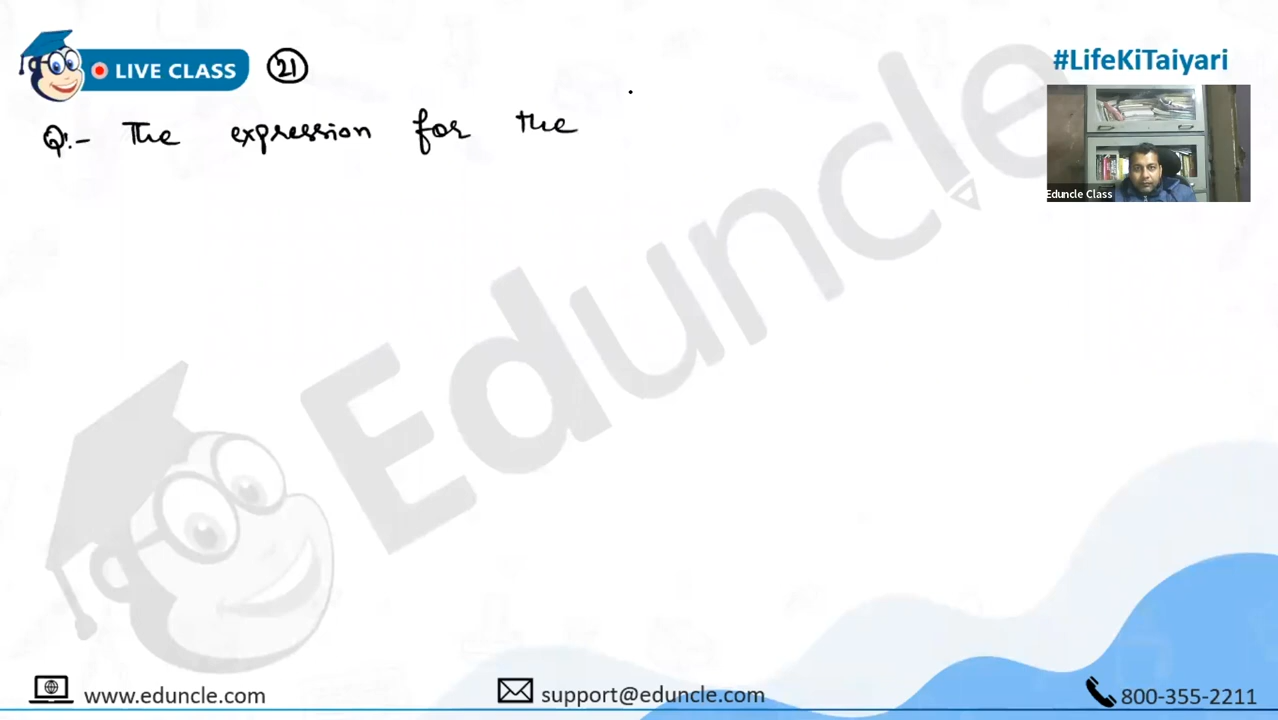 LIVE CLASS 21
#LifeKiTaiyari
Q:- The expression for the
Eduncle Class
Eduncle
www.eduncle.com
support@eduncle.com
800-355-2211